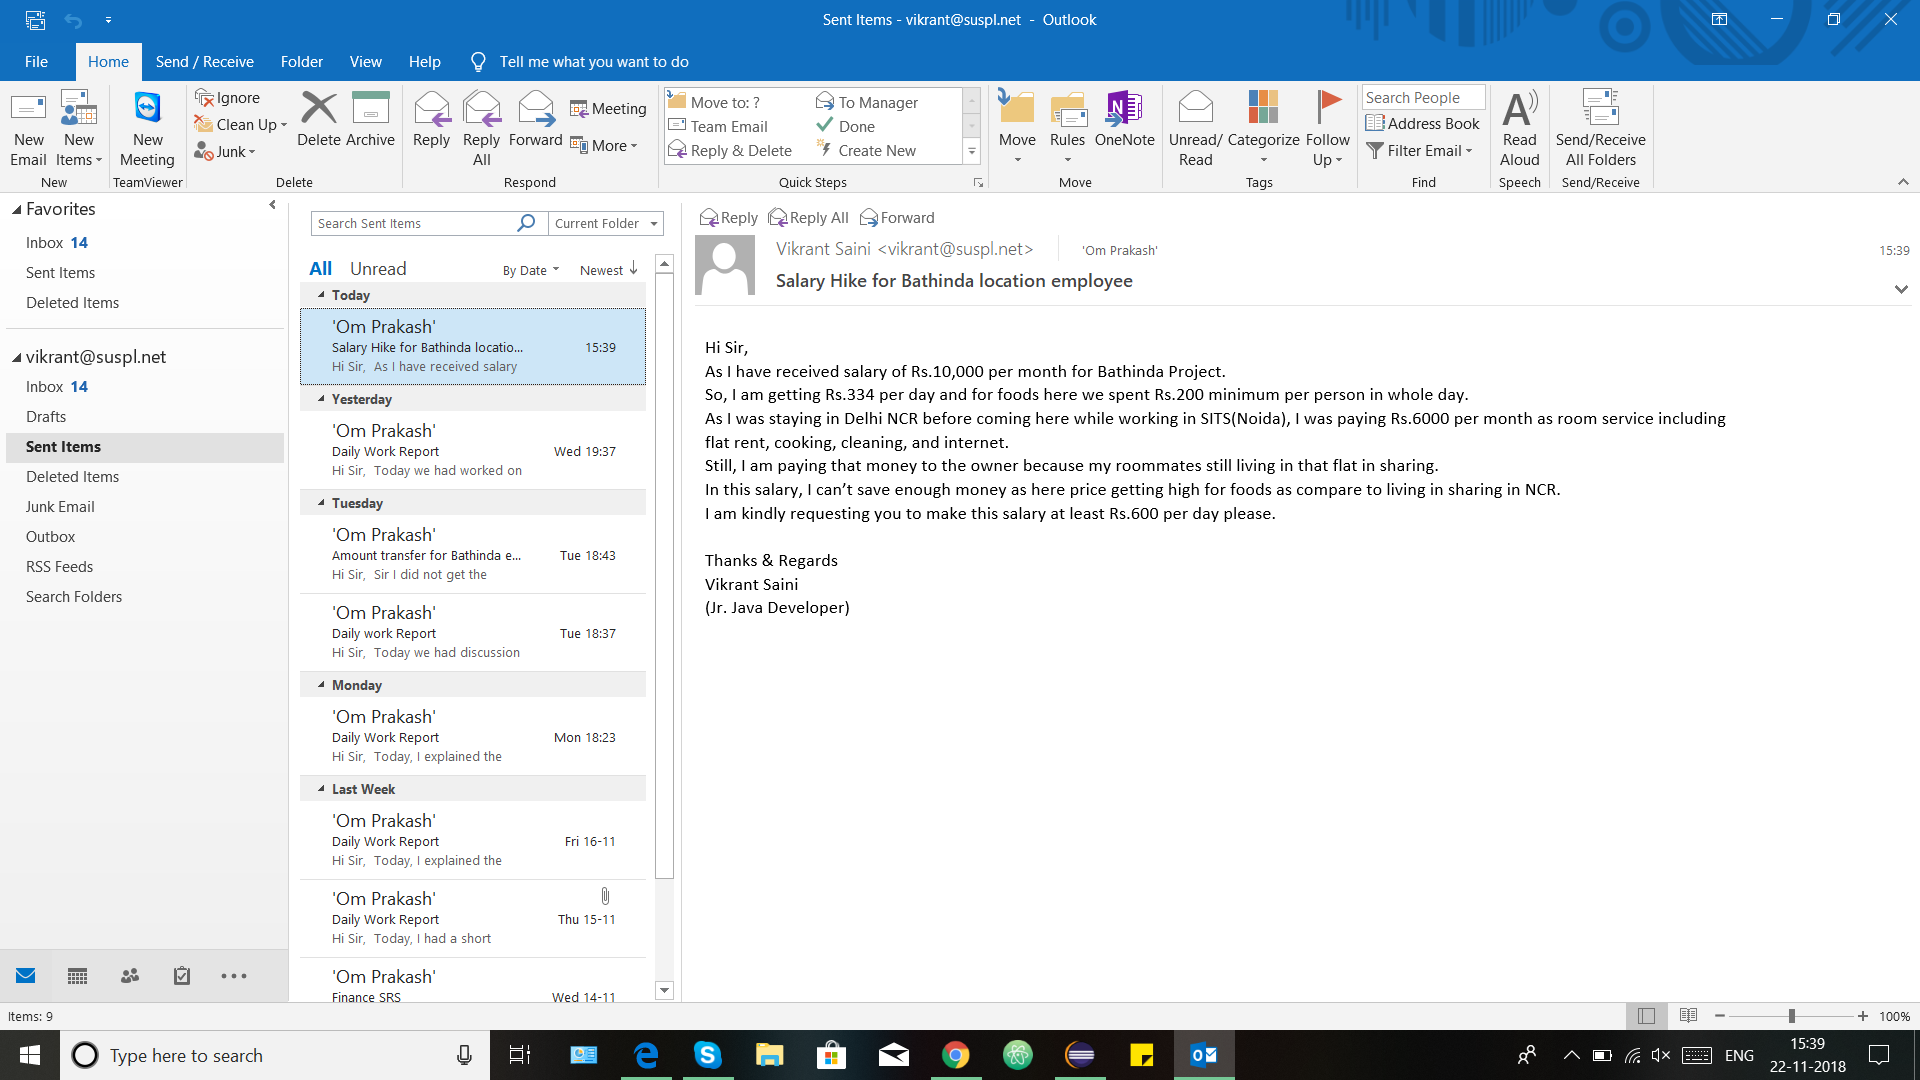 Sent Items - vikrant@suspl.net - Outlook
File Home Send / Receive Folder View Help Tell me what you want to do
New Email
New Items
New
New Meeting
TeamViewer
Ignore
Clean Up
Junk
Delete
Archive
Delete
Reply
Reply All
Forward
Meeting
More
Respond
Move to: ?
Team Email
Reply & Delete
To Manager
Done
Create New
Quick Steps
Move
Rules
OneNote
Move
Unread/ Read
Categorize
Follow Up
Tags
Search People
Address Book
Filter Email
Find
Read Aloud
Speech
Send/Receive All Folders
Send/Receive
Favorites
Inbox 14
Sent Items
Deleted Items
vikrant@suspl.net
Inbox 14
Drafts
Sent Items
Deleted Items
Junk Email
Outbox
RSS Feeds
Search Folders
Search Sent Items Current Folder
All Unread By Date Newest
Today
'Om Prakash'
Salary Hike for Bathinda locatio... 15:39
Hi Sir, As I have received salary
Yesterday
'Om Prakash'
Daily Work Report Wed 19:37
Hi Sir, Today we had worked on
Tuesday
'Om Prakash'
Amount transfer for Bathinda e... Tue 18:43
Hi Sir, Sir I did not get the
'Om Prakash'
Daily work Report Tue 18:37
Hi Sir, Today we had discussion
Monday
'Om Prakash'
Daily Work Report Mon 18:23
Hi Sir, Today, I explained the
Last Week
'Om Prakash'
Daily Work Report Fri 16-11
Hi Sir, Today, I explained the
'Om Prakash'
Daily Work Report Thu 15-11
Hi Sir, Today, I had a short
'Om Prakash'
Finance SRS Wed 14-11
Reply Reply All Forward
Vikrant Saini <vikrant@suspl.net> 'Om Prakash' 15:39
Salary Hike for Bathinda location employee
Hi Sir,
As I have received salary of Rs.10,000 per month for Bathinda Project.
So, I am getting Rs.334 per day and for foods here we spent Rs.200 minimum per person in whole day.
As I was staying in Delhi NCR before coming here while working in SITS(Noida), I was paying Rs.6000 per month as room service including
flat rent, cooking, cleaning, and internet.
Still, I am paying that money to the owner because my roommates still living in that flat in sharing.
In this salary, I can't save enough money as here price getting high for foods as compare to living in sharing in NCR.
I am kindly requesting you to make this salary at least Rs.600 per day please.
Thanks & Regards
Vikrant Saini
(Jr. Java Developer)
Items: 9 100%
Type here to search
ENG
15:39
22-11-2018